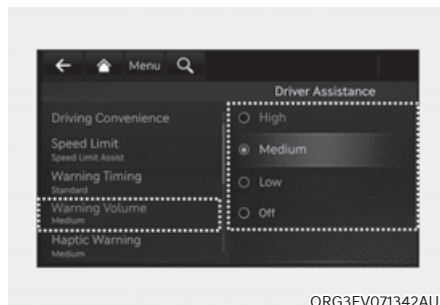 Menu
Driver Assistance
Driving Convenience
Speed Limit
Speed Limit Assist
Warning Timing
Standard
Warning Volume
Medium
Haptic Warning
Medium
High
Medium
Low
Off
ORG3EV071342AU